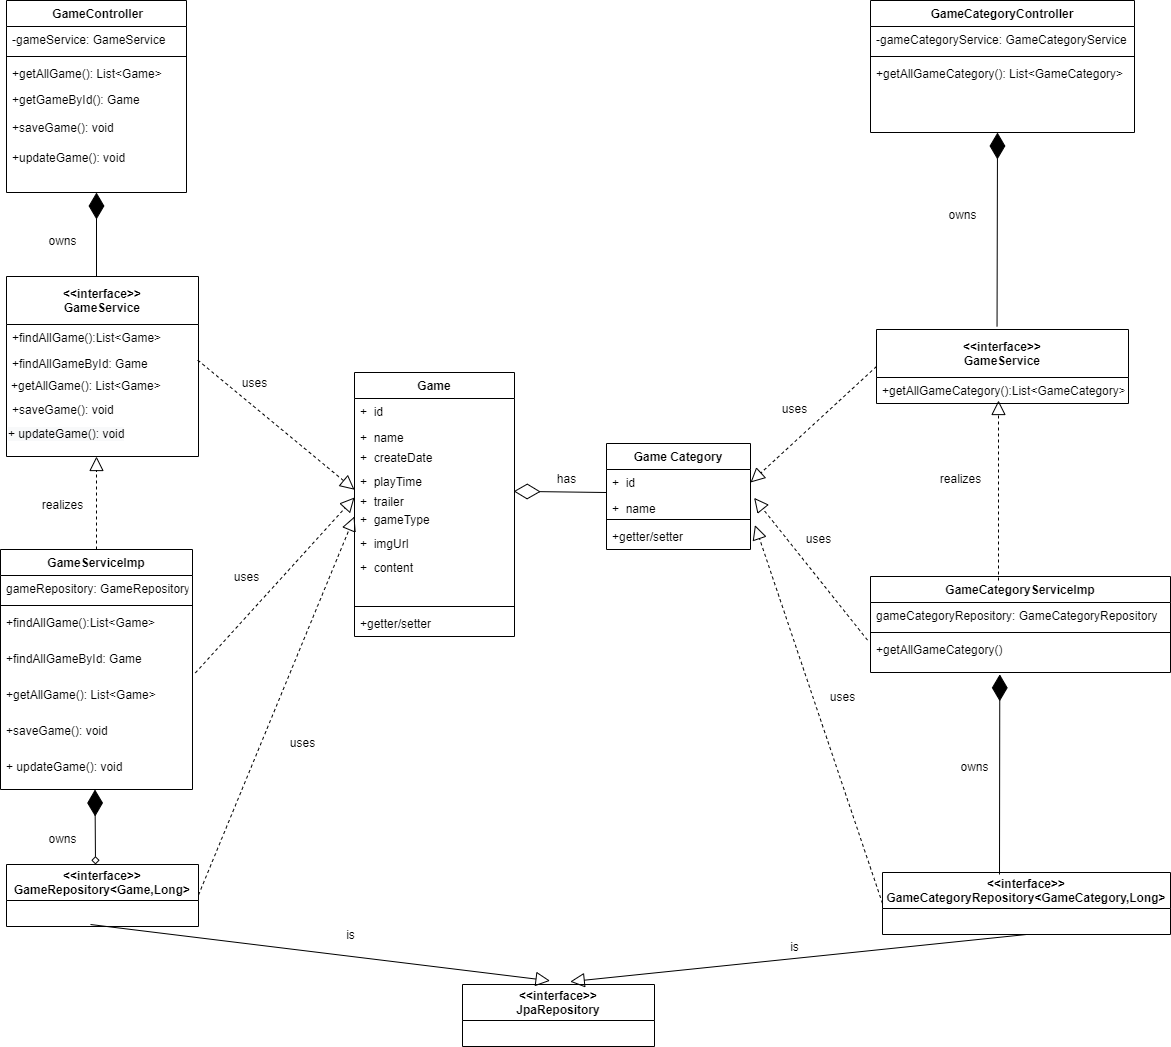 GameController
-gameService: GameService
+getAllGame(): List<Game>
+getGameById(): Game
+saveGame(): void
+updateGame(): void
owns
<<interface>>
GameService
+findAllGame():List<Game>
+findAllGameById: Game
+getAllGame(): List<Game>
+saveGame(): void
+ updateGame(): void
realizes
GameServiceImp
gameRepository: GameRepository
+findAllGame():List<Game>
+findAllGameById: Game
+getAllGame(): List<Game>
+saveGame(): void
+ updateGame(): void
owns
<<interface>>
GameRepository<Game,Long>
uses
uses
uses
Game
+ id
+ name
+ createDate
+ playTime
+ trailer
+ gameType
+ imgUrl
+ content
+getter/setter
has
Game Category
+ id
+ name
+getter/setter
GameCategoryController
-gameCategoryService: GameCategoryService
+getAllGameCategory(): List<GameCategory>
owns
<<interface>>
GameService
+getAllGameCategory():List<GameCategory>
uses
realizes
uses
GameCategoryServiceImp
gameCategoryRepository: GameCategoryRepository
+getAllGameCategory()
uses
owns
<<interface>>
GameCategoryRepository<GameCategory,Long>
is
is
<<interface>>
JpaRepository